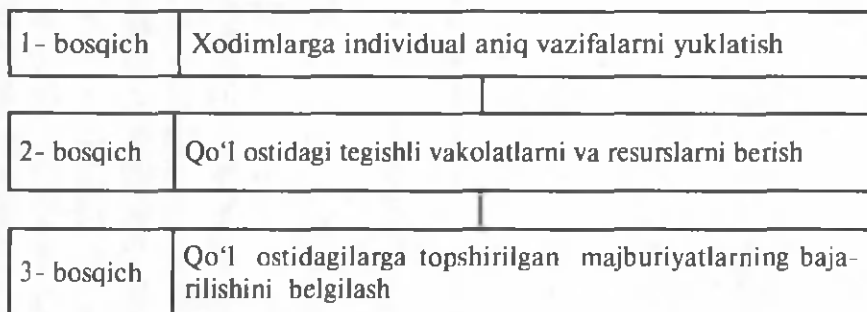 1- bosqich Xodimlarga individual aniq vazifalarni yuklatish
2- bosqich Qo‘l ostidagi tegishli vakolatlarni va resurslarni berish
3- bosqich Qo‘l ostidagilarga topshirilgan majburiyatlarning baja-
rilishini belgilash